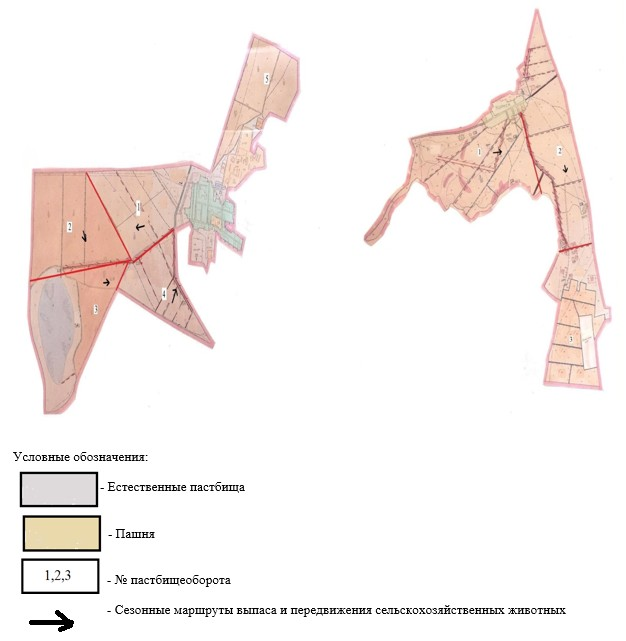 5
1
2
3
4
1
2
3
Условные обозначения:
- Естественные пастбища
- Пашня
1,2,3
- № пастбищеоборота
- Сезонные маршруты выпаса и передвижения сельскохозяйственных животных